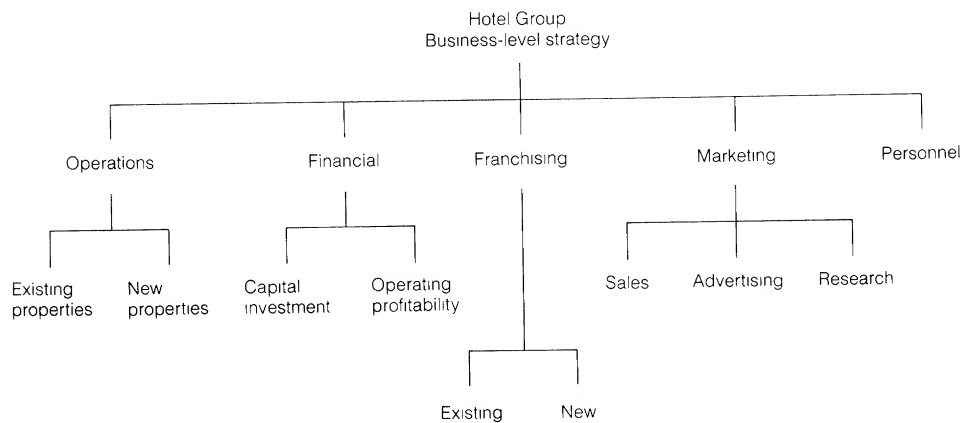 Hotel Group
Business-level strategy
Operations
Financial
Franchising
Marketing
Personnel
Existing
properties
New
properties
Capital
investment
Operating
profitability
Sales
Advertising
Research
Existing
New